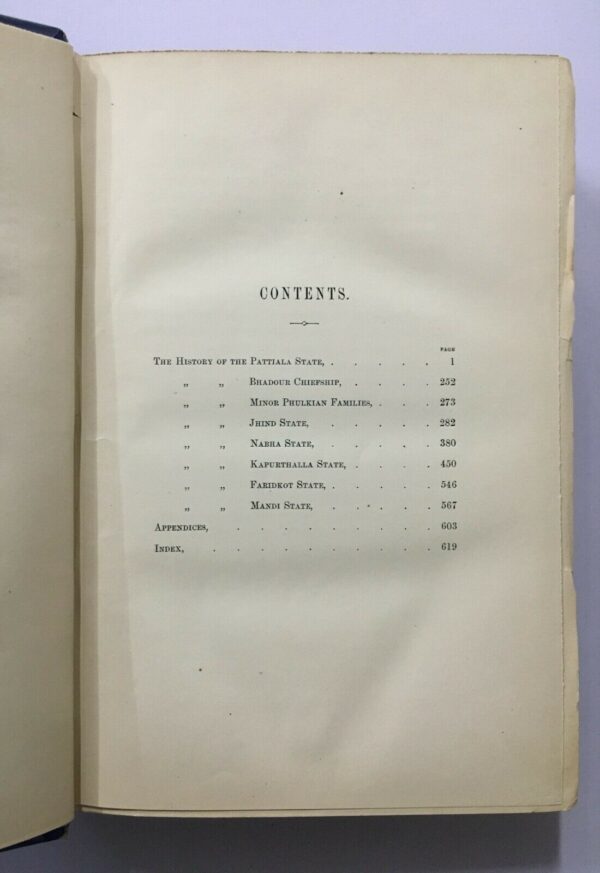 CONTENTS.
PAGE
THE HISTORY OF THE PATTIALA STATE, . . . . . 1
„ „ BHADOUR CHIEFSHIP, . . . . 252
„ „ MINOR PHULKIAN FAMILIES, . . . 273
„ „ JHIND STATE, . . . . . 282
„ „ NABHA STATE, . . . . . 380
„ „ KAPURTHALLA STATE, . . . . 450
„ „ FARIDKOT STATE, . . . . . 546
„ „ MANDI STATE, . . . . . 567
APPENDICES, . . . . . . . . . 603
INDEX, . . . . . . . . . . 619